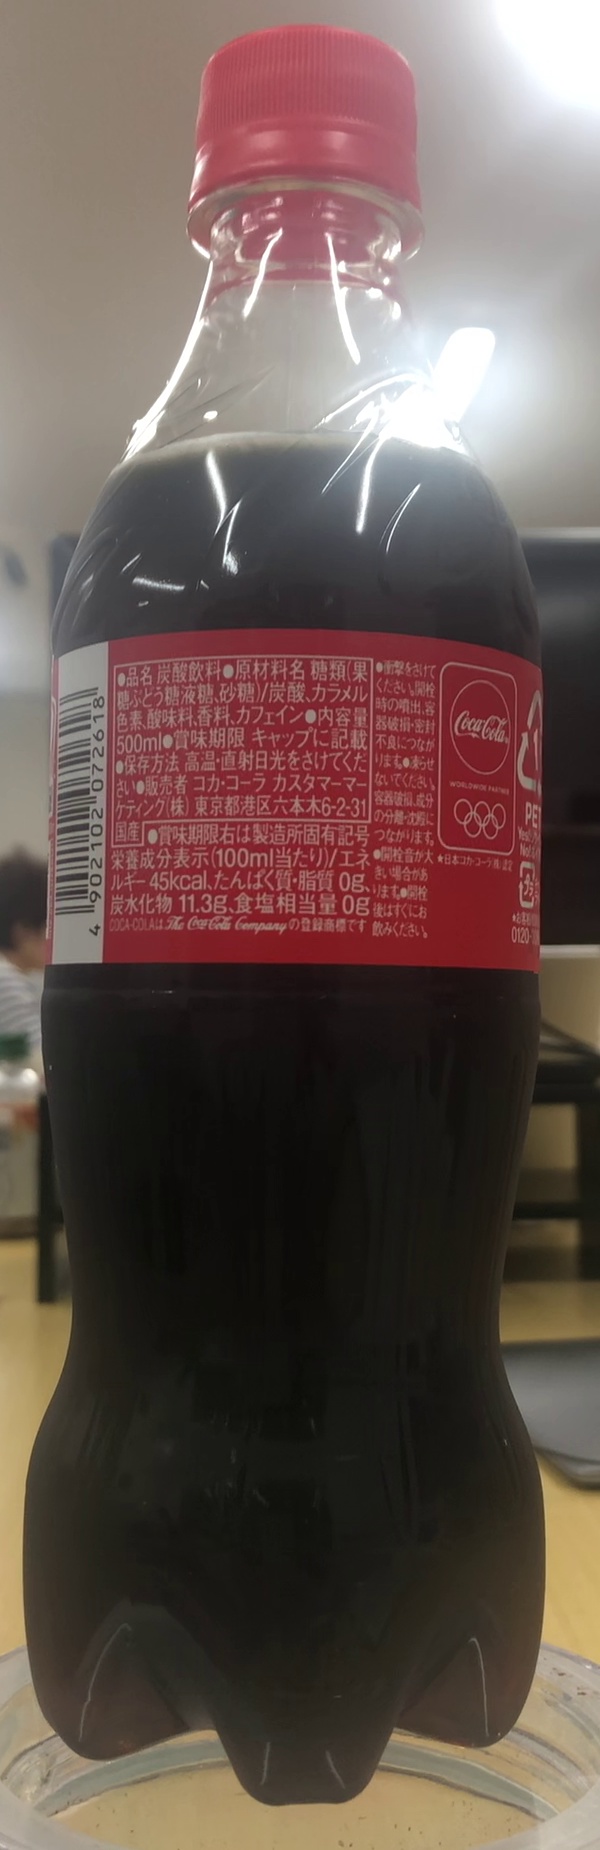 ●品名 炭酸飲料●原材料名 糖類(果
糖ぶどう糖液糖、砂糖)/炭酸、カラメル
色素、酸味料、香料、カフェイン●内容量
500ml●賞味期限 キャップに記載
●保存方法 高温・直射日光をさけてくだ
さい●販売者 コカ・コーラ カスタマーマー
ケティング(株) 東京都港区六本木6-2-31
国産 ●賞味期限右は製造所固有記号
栄養成分表示(100ml当たり)/エネ
ルギー 45kcal、たんぱく質・脂質 0g、
炭水化物 11.3g、食塩相当量 0g
COCA-COLAは The Coca-Cola Company の登録商標です
●衝撃をさけて
ください。開栓
時の噴出、容
器破損・密封
不良につなが
ります。●凍らせ
ないでください。
容器破損、成分
の分離・沈殿に
つながります。
●開栓音が大
きい場合があ
ります。●開栓
後はすぐにお
飲みください。
Coca-Cola
WORLDWIDE PARTNER
PE
0120-
4 902102 072618